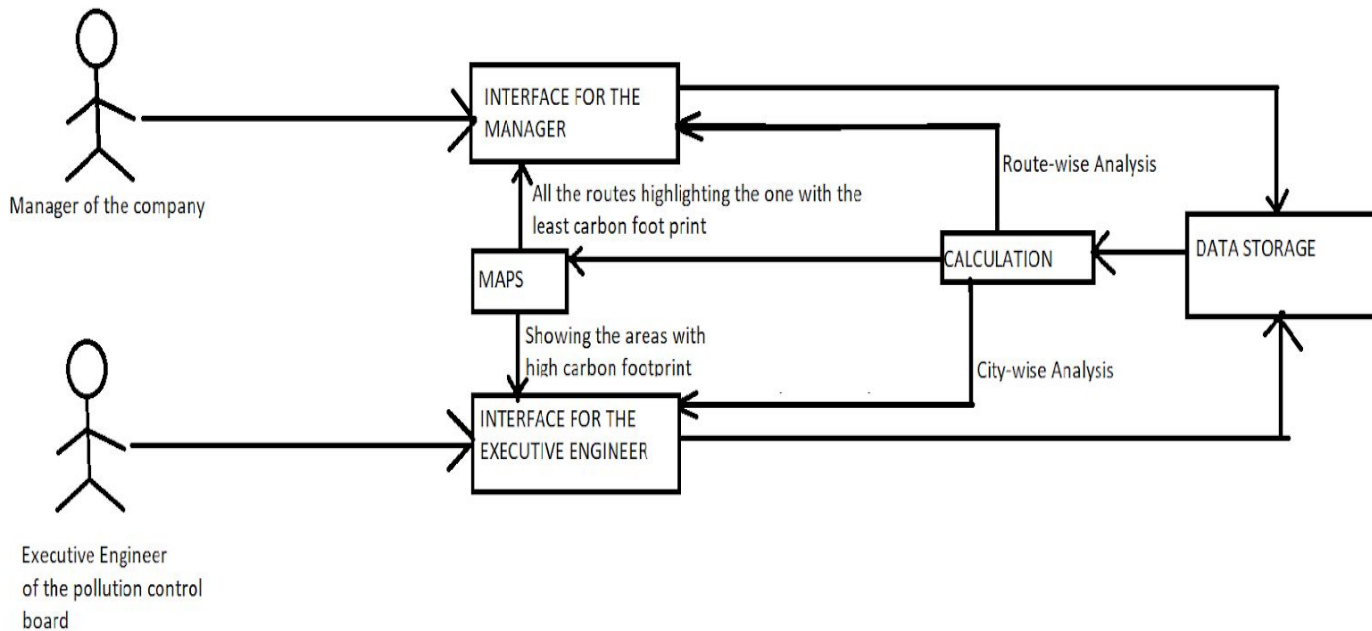 INTERFACE FOR THE
MANAGER
Manager of the company
All the routes highlighting the one with the
least carbon foot print
Route-wise Analysis
MAPS
CALCULATION
DATA STORAGE
Showing the areas with
high carbon footprint
City-wise Analysis
INTERFACE FOR THE
EXECUTIVE ENGINEER
Executive Engineer
of the pollution control
board